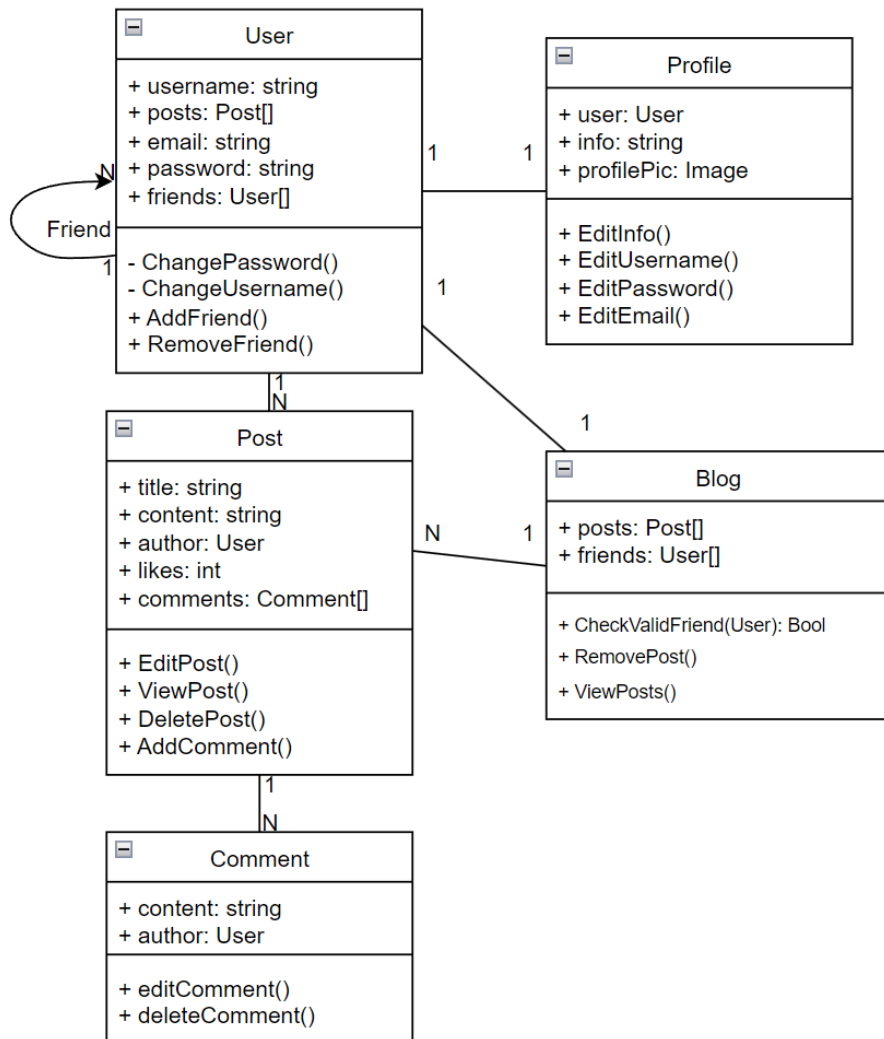 User
+ username: string
+ posts: Post[]
+ email: string
+ password: string
+ friends: User[]
- ChangePassword()
- ChangeUsername()
+ AddFriend()
+ RemoveFriend()
N
Friend
1
1
1
Profile
+ user: User
+ info: string
+ profilePic: Image
+ EditInfo()
+ EditUsername()
+ EditPassword()
+ EditEmail()
1
1
1
N
Post
+ title: string
+ content: string
+ author: User
+ likes: int
+ comments: Comment[]
+ EditPost()
+ ViewPost()
+ DeletePost()
+ AddComment()
N
1
Blog
+ posts: Post[]
+ friends: User[]
+ CheckValidFriend(User): Bool
+ RemovePost()
+ ViewPosts()
1
N
Comment
+ content: string
+ author: User
+ editComment()
+ deleteComment()